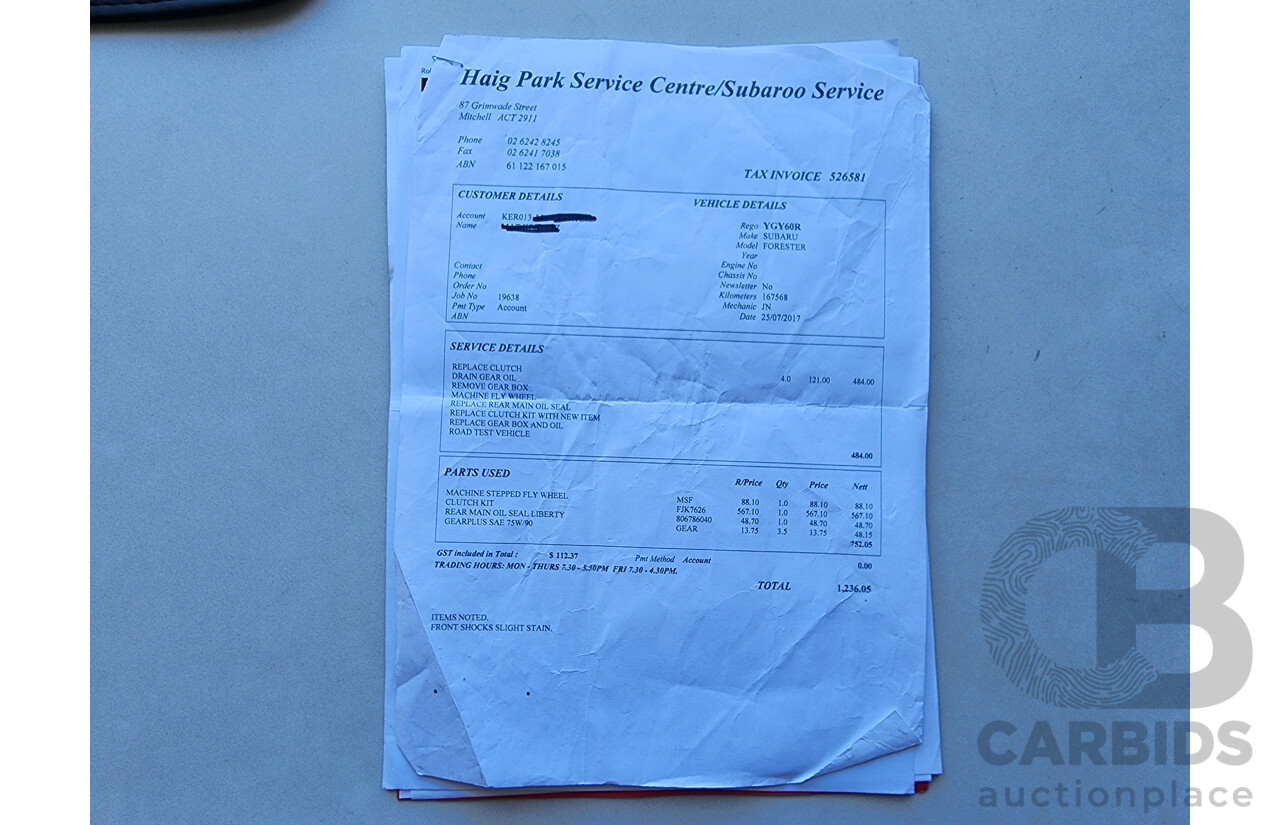 Haig Park Service Centre/Subaroo Service
87 Grimwade Street
Mitchell ACT 2911
Phone 02 6242 8245
Fax 02 6241 7038
ABN 61 122 167 015
TAX INVOICE 526581
CUSTOMER DETAILS
Account KER013
Name
Contact
Phone
Order No
Job No 19638
Pmt Type Account
ABN
VEHICLE DETAILS
Rego YGY60R
Make SUBARU
Model FORESTER
Year
Engine No
Chassis No
Newsletter No
Kilometers 167568
Mechanic JN
Date 25/07/2017
SERVICE DETAILS
REPLACE CLUTCH
DRAIN GEAR OIL 4.0 121.00 484.00
REMOVE GEAR BOX
MACHINE FLY WHEEL
REPLACE REAR MAIN OIL SEAL
REPLACE CLUTCH KIT WITH NEW ITEM
REPLACE GEAR BOX AND OIL
ROAD TEST VEHICLE
484.00
PARTS USED R/Price Qty Price Nett
MACHINE STEPPED FLY WHEEL MSF 88.10 1.0 88.10 88.10
CLUTCH KIT FJK7626 567.10 1.0 567.10 567.10
REAR MAIN OIL SEAL LIBERTY 806786040 48.70 1.0 48.70 48.70
GEARPLUS SAE 75W/90 GEAR 13.75 3.5 13.75 48.15
752.05
GST included in Total : $ 112.37 Pmt Method Account 0.00
TRADING HOURS: MON - THURS 7.30 - 5.30PM FRI 7.30 - 4.30PM.
TOTAL 1,236.05
ITEMS NOTED.
FRONT SHOCKS SLIGHT STAIN.
CB
CARBIDS
auctionplace